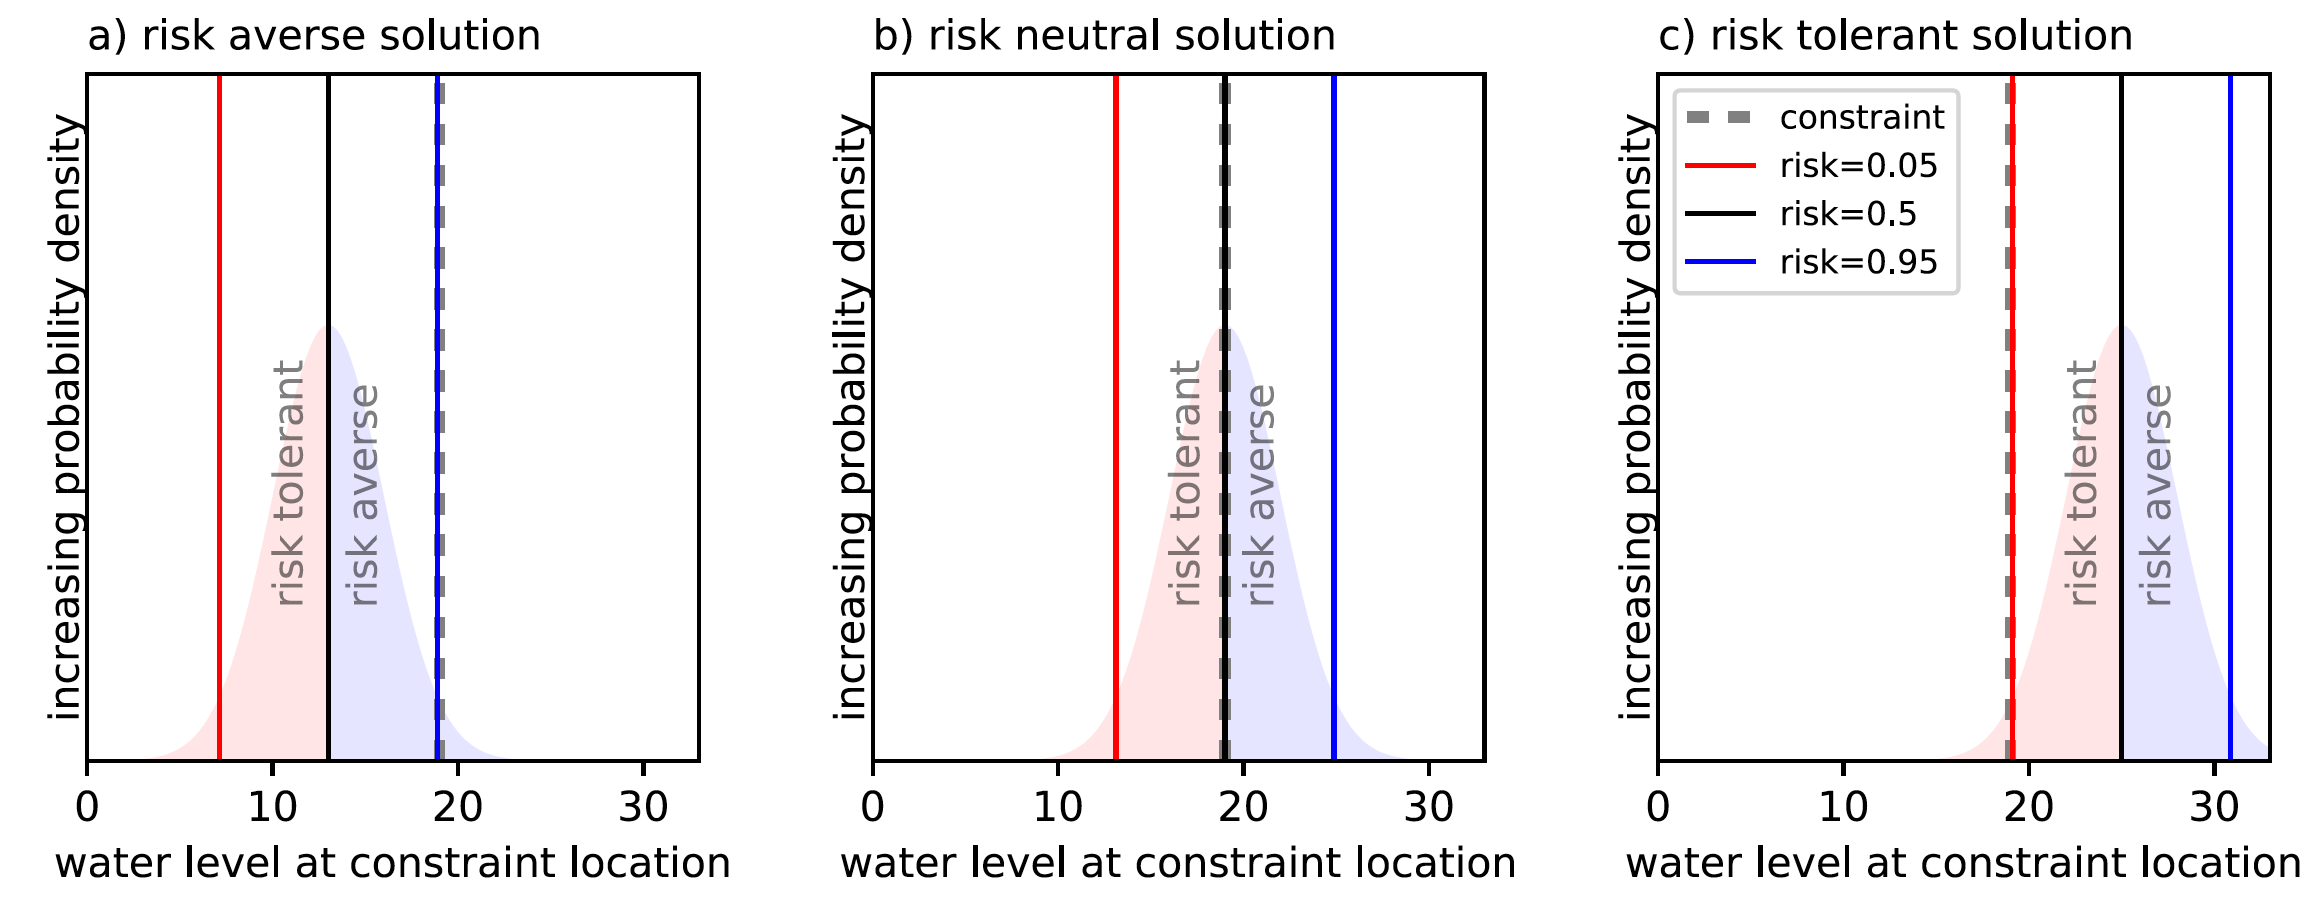 a) risk averse solution
increasing probability density
risk tolerant
risk averse
0 10 20 30
water level at constraint location
b) risk neutral solution
increasing probability density
risk tolerant
risk averse
0 10 20 30
water level at constraint location
c) risk tolerant solution
constraint
risk=0.05
risk=0.5
risk=0.95
increasing probability density
risk tolerant
risk averse
0 10 20 30
water level at constraint location